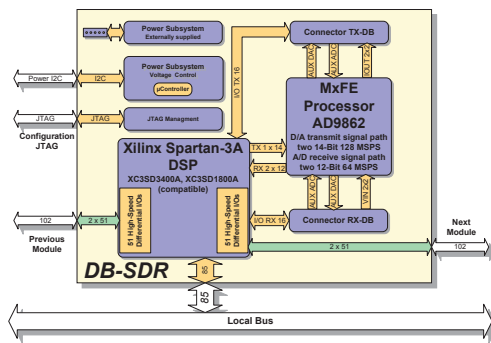 Power Subsystem
Externally supplied
Connector TX-DB
Power Subsystem
Voltage Control
µController
Power I2C
I2C
I/O TX 16
AUX DAC
AUX ADC
IOUT 2x2
MxFE
Processor
AD9862
D/A transmit signal path
two 14-Bit 128 MSPS
A/D receive signal path
two 12-Bit 64 MSPS
JTAG
JTAG
JTAG Managment
Configuration
JTAG
Xilinx Spartan-3A
DSP
XC3SD3400A, XC3SD1800A
(compatible)
TX 1 x 14
RX 2 x 12
AUX ADC
AUX DAC
VIN 2x2
51 High-Speed
Differential I/Os
51 High-Speed
Differential I/Os
I/O RX 16
Connector RX-DB
102
2 x 51
Previous
Module
Next
Module
2 x 51
102
DB-SDR
85
85
Local Bus